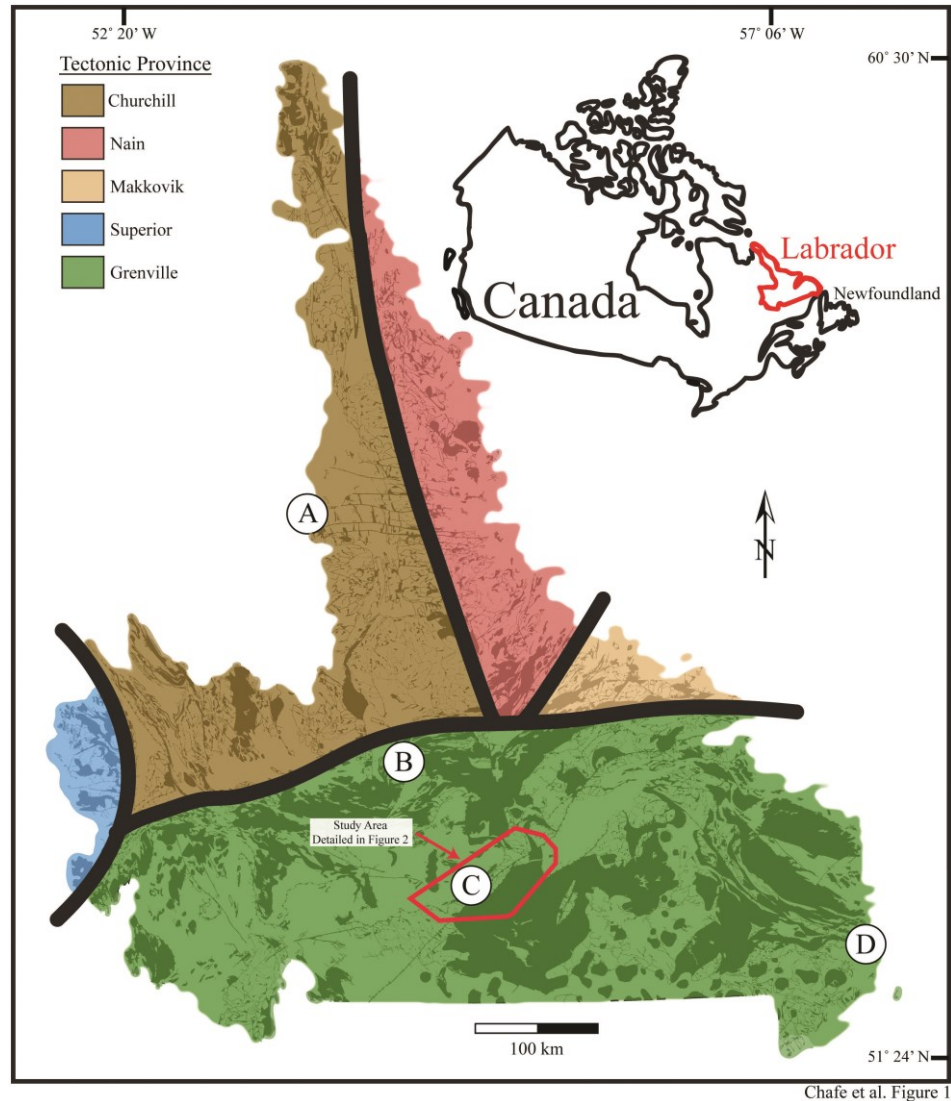 52° 20' W
57° 06' W
60° 30' N
Tectonic Province
Churchill
Nain
Makkovik
Superior
Grenville
Labrador
Newfoundland
Canada
A
N
B
Study Area
Detailed in Figure 2
C
D
100 km
51° 24' N
Chafe et al. Figure 1